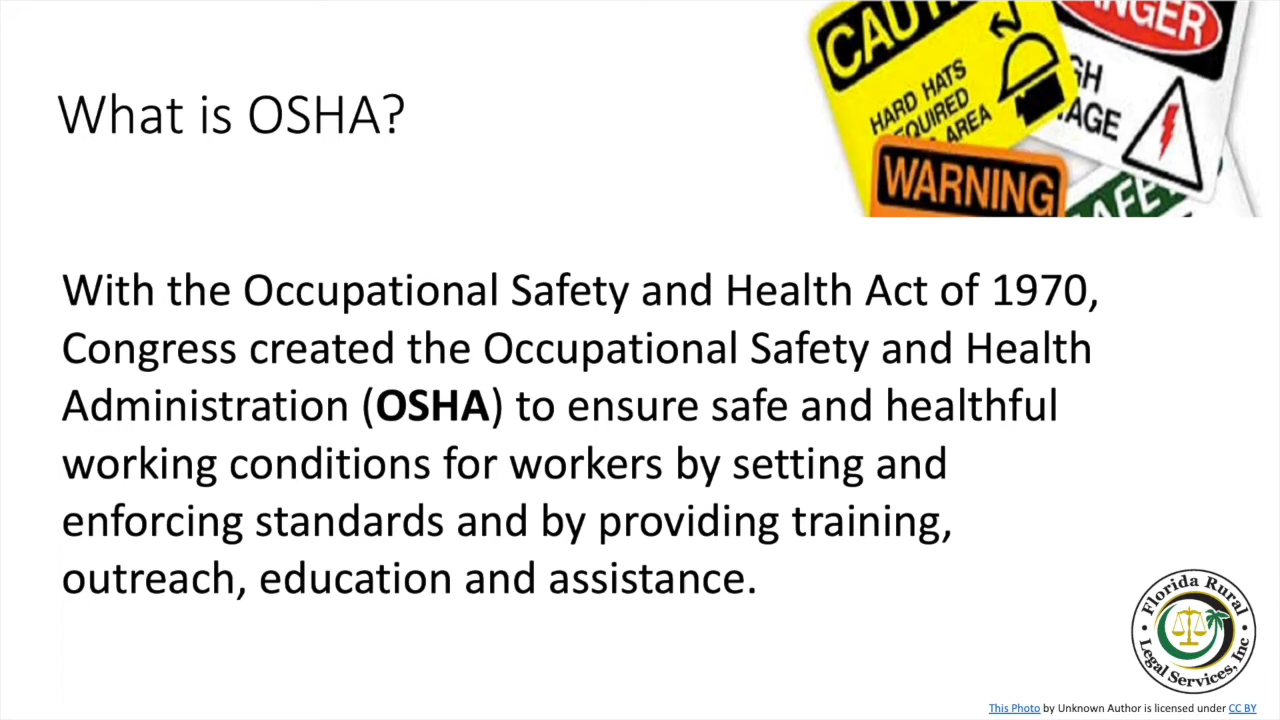 What is OSHA?
CAUT
HARD HATS
EQUIRED
AREA
ANGER
GH
AGE
WARNING
AFE
With the Occupational Safety and Health Act of 1970,
Congress created the Occupational Safety and Health
Administration (OSHA) to ensure safe and healthful
working conditions for workers by setting and
enforcing standards and by providing training,
outreach, education and assistance.
Florida Rural
Legal Services, Inc
This Photo by Unknown Author is licensed under CC BY